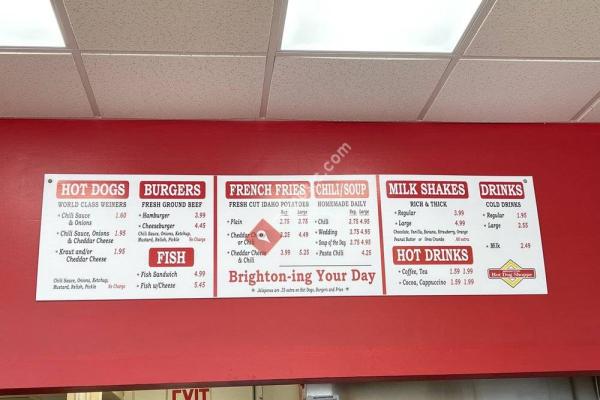 HOT DOGS
WORLD CLASS WEINERS
• Chili Sauce & Onions 1.60
• Chili Sauce, Onions & Cheddar Cheese 1.95
• Kraut and/or Cheddar Cheese 1.95
Chili Sauce, Onions, Ketchup,
Mustard, Relish, Pickle No Charge
BURGERS
FRESH GROUND BEEF
• Hamburger 3.99
• Cheeseburger 4.45
Chili Sauce, Onions, Ketchup,
Mustard, Relish, Pickle No Charge
FISH
• Fish Sandwich 4.99
• Fish w/Cheese 5.45
FRENCH FRIES
FRESH CUT IDAHO POTATOES
Reg Large
• Plain 2.75 3.75
• Cheddar Cheese or Chili 3.25 4.49
• Cheddar Cheese & Chili 3.99 5.25
CHILI/SOUP
HOMEMADE DAILY
Reg. Large
• Chili 3.75 4.95
• Wedding 3.75 4.95
• Soup of the Day 3.75 4.95
• Pasta Chili 4.25
Brighton-ing Your Day
Jalapenos are .25 extra on Hot Dogs, Burgers and Fries
MILK SHAKES
RICH & THICK
• Regular 3.99
• Large 4.99
Chocolate, Vanilla, Banana, Strawberry, Orange
Peanut Butter or Oreo Crumbs .60 extra
HOT DRINKS
• Coffee, Tea 1.59 1.99
• Cocoa, Cappuccino 1.59 1.99
DRINKS
COLD DRINKS
• Regular 1.95
• Large 2.55
• Milk 2.49
Hot Dog Shoppe
EXIT